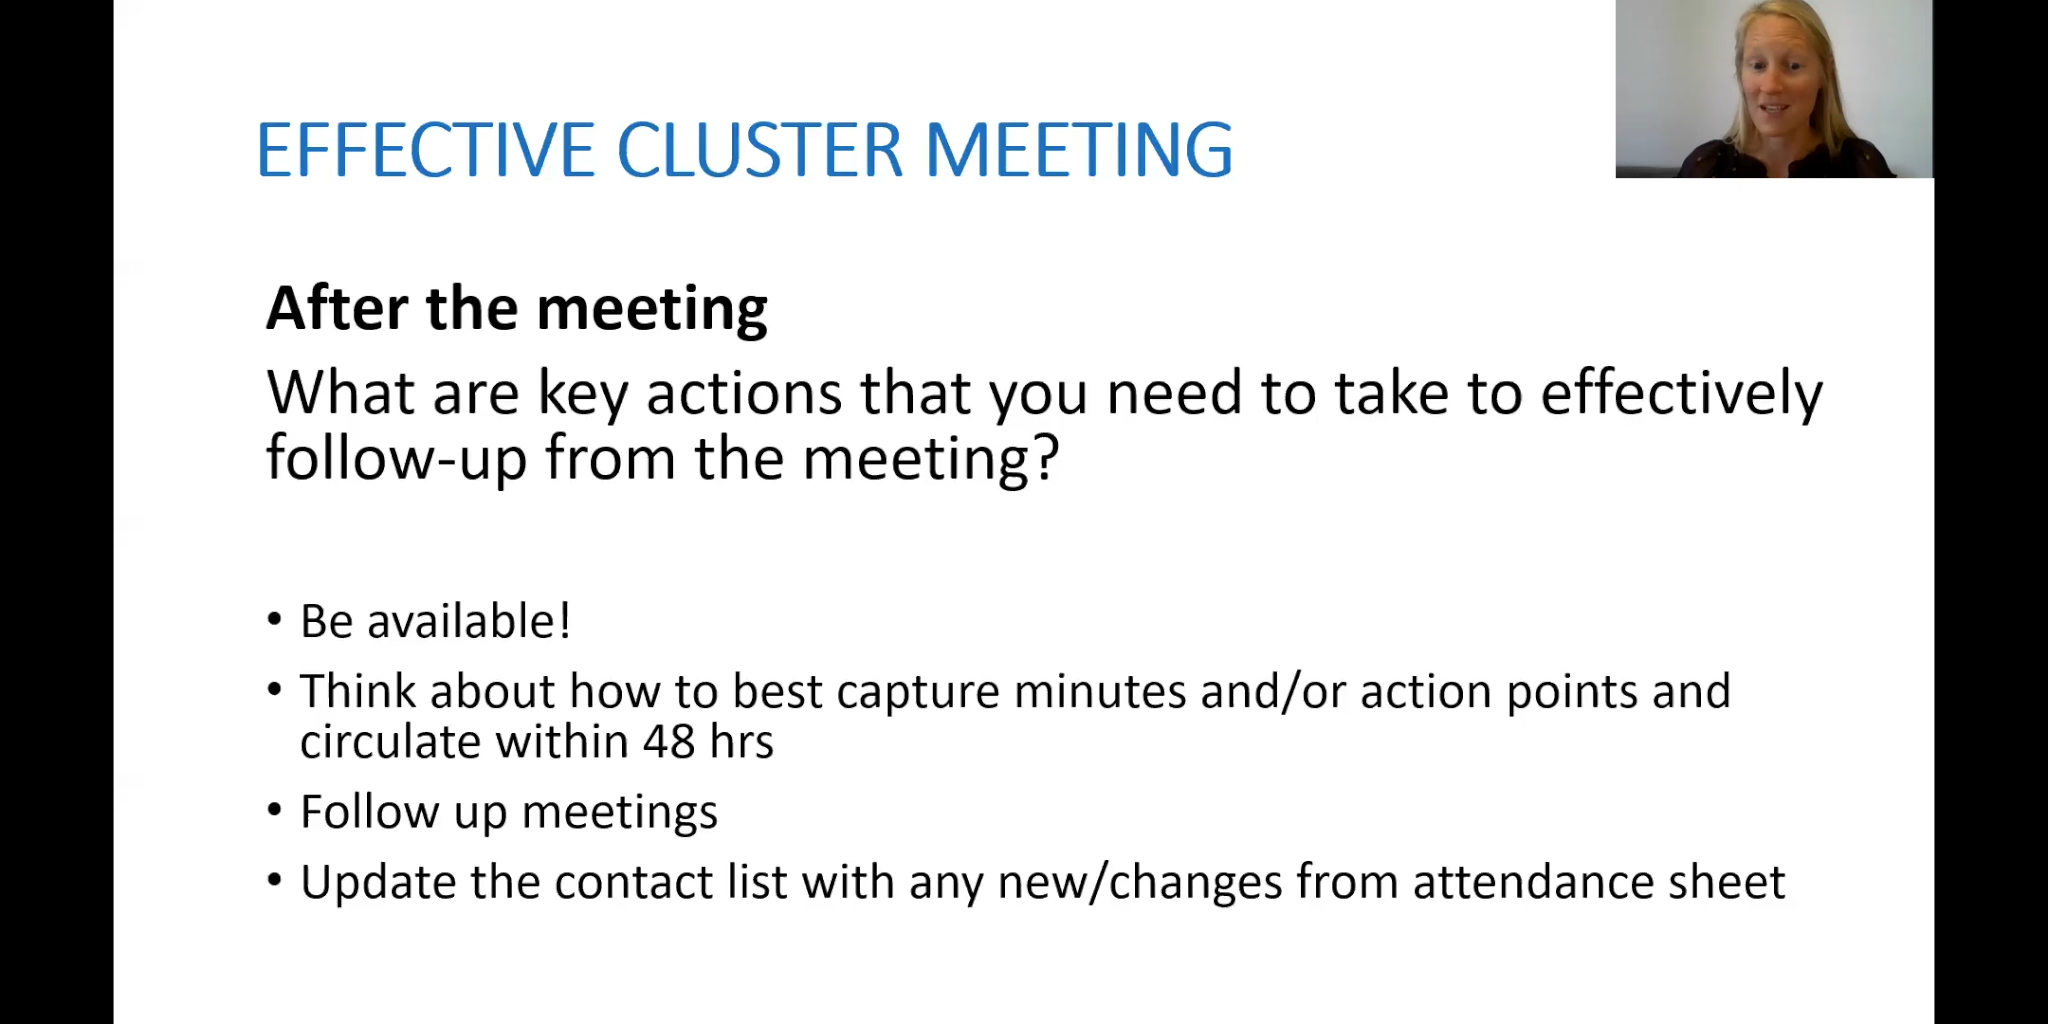 EFFECTIVE CLUSTER MEETING
After the meeting
What are key actions that you need to take to effectively
follow-up from the meeting?
• Be available!
• Think about how to best capture minutes and/or action points and
circulate within 48 hrs
• Follow up meetings
• Update the contact list with any new/changes from attendance sheet